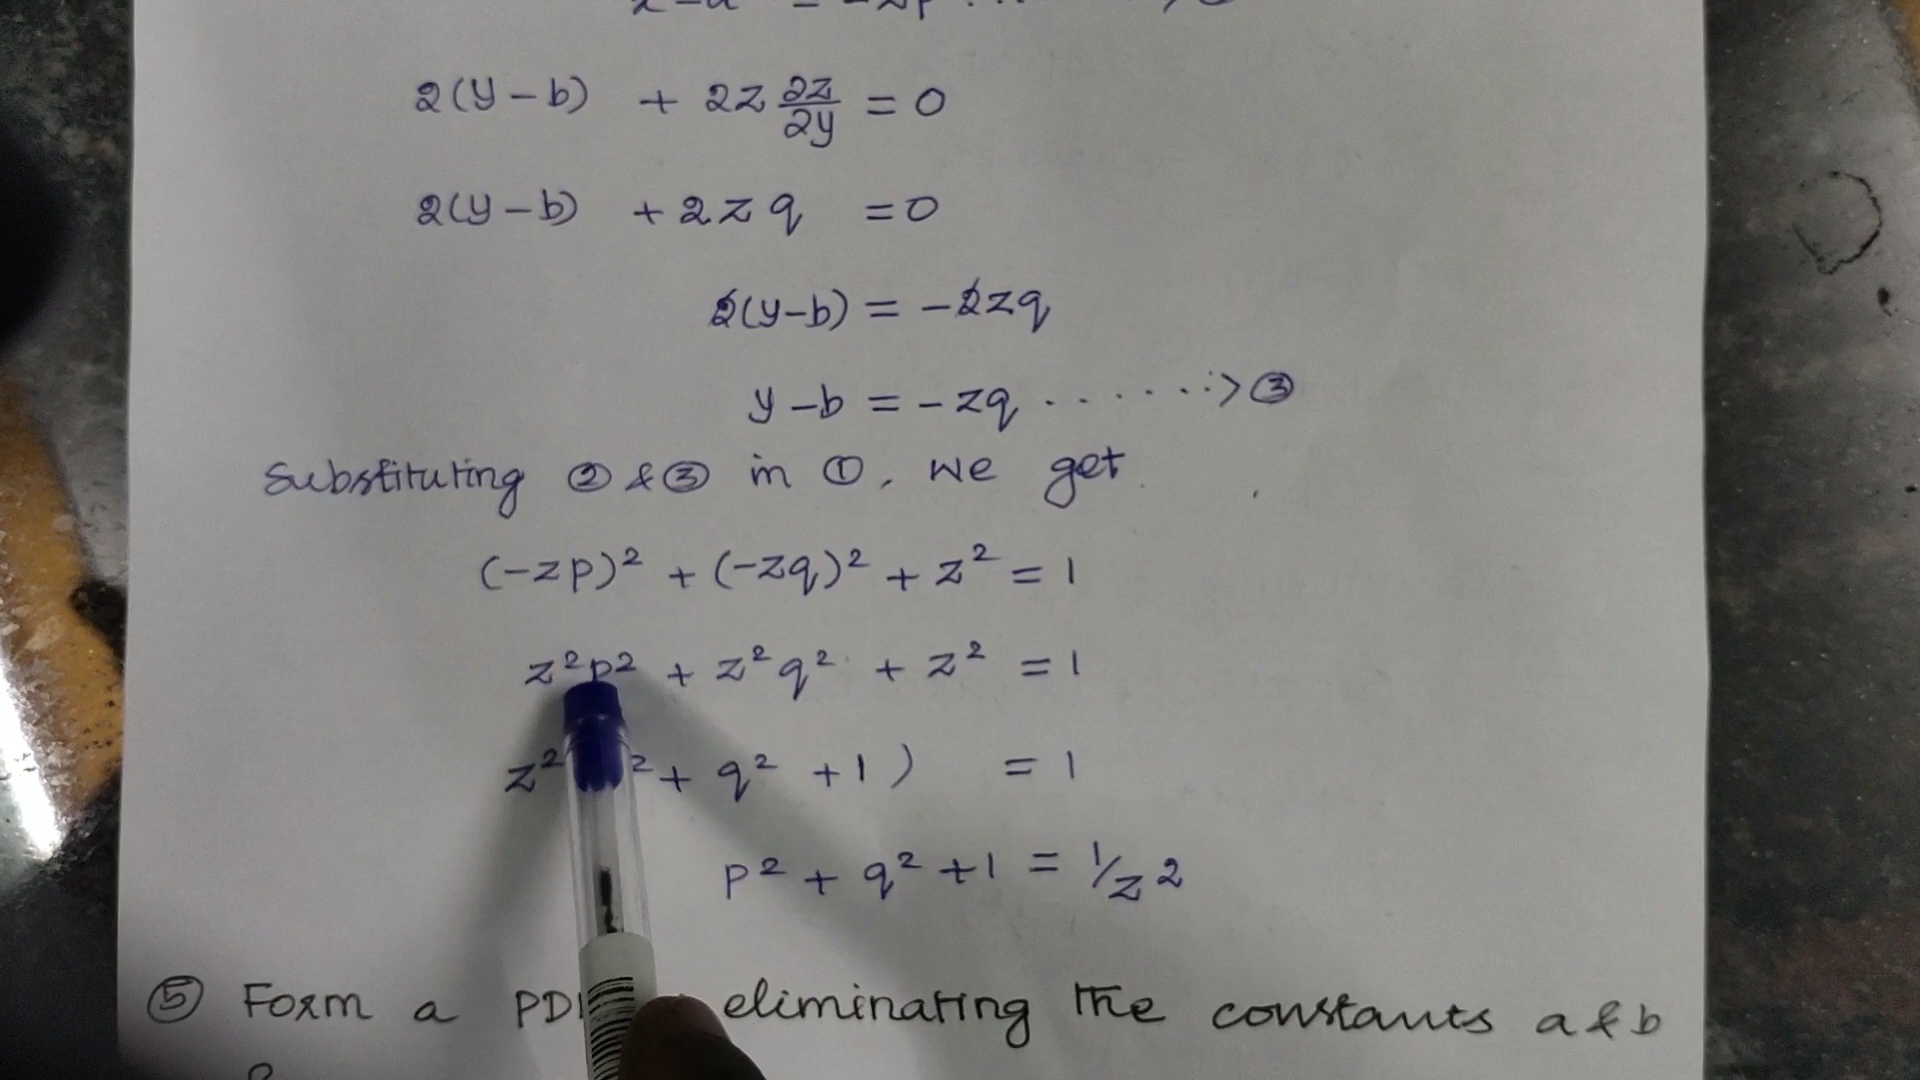 2(y-b) + 2z ∂z/∂y = 0
2(y-b) + 2zq = 0
2(y-b) = -2zq
y-b = -zq ......> ③
Substituting ② & ③ in ①, we get.
(-zp)² + (-zq)² + z² = 1
z²p² + z²q² + z² = 1
z² ² + q² + 1) = 1
p² + q² + 1 = 1/z²
⑤ Form a eliminating the constants a & b